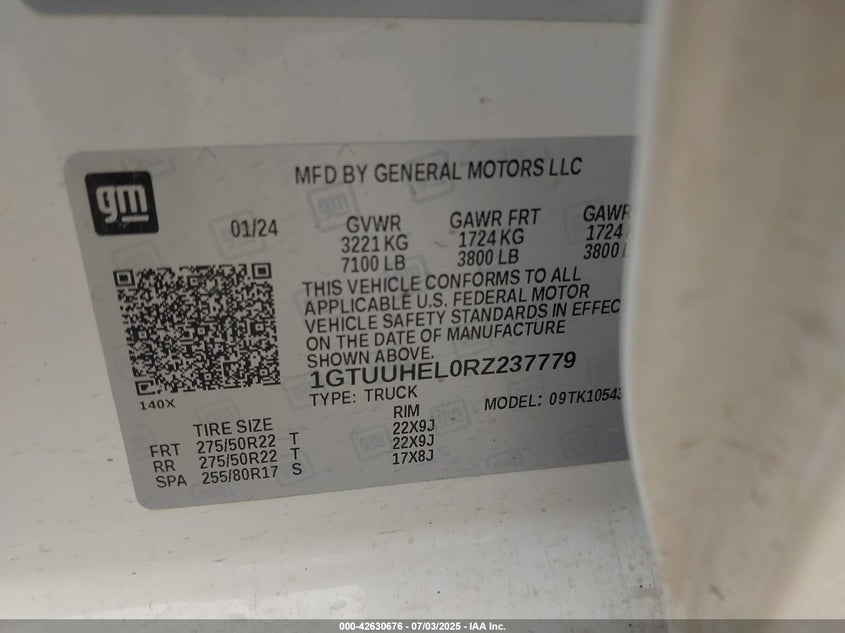 gm
MFD BY GENERAL MOTORS LLC
01/24 GVWR GAWR FRT GAWR
3221 KG 1724 KG 1724
7100 LB 3800 LB 3800 LB
THIS VEHICLE CONFORMS TO ALL
APPLICABLE U.S. FEDERAL MOTOR
VEHICLE SAFETY STANDARDS IN EFFEC
ON THE DATE OF MANUFACTURE
SHOWN ABOVE.
1GTUUHEL0RZ237779
TYPE: TRUCK MODEL: 09TK10543
140X
TIRE SIZE RIM
FRT 275/50R22 T 22X9J
RR 275/50R22 T 22X9J
SPA 255/80R17 S 17X8J
000-42630676 - 07/03/2025 - IAA Inc.